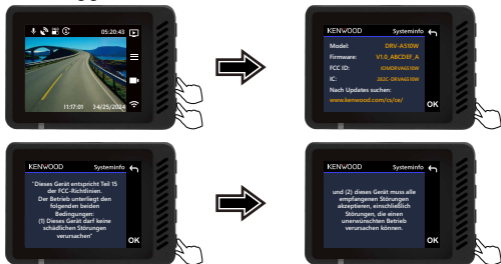 05:20:43
11:17:01 34/25/2024
KENWOOD Systeminfo
Model: DRV-A510W
Firmware: V1.0_ABCDEF_A
FCC ID:
IC:
Nach Updates suchen:
www.kenwood.com/cs/ce/
OK
KENWOOD Systeminfo
"Dieses Gerät entspricht Teil 15
der FCC-Richtlinien.
Der Betrieb unterliegt den
folgenden beiden
Bedingungen:
(1) Dieses Gerät darf keine
schädlichen Störungen
verursachen"
OK
KENWOOD Systeminfo
und (2) dieses Gerät muss alle
empfangenen Störungen
akzeptieren, einschließlich
Störungen, die einen
unerwünschten Betrieb
verursachen können.
OK